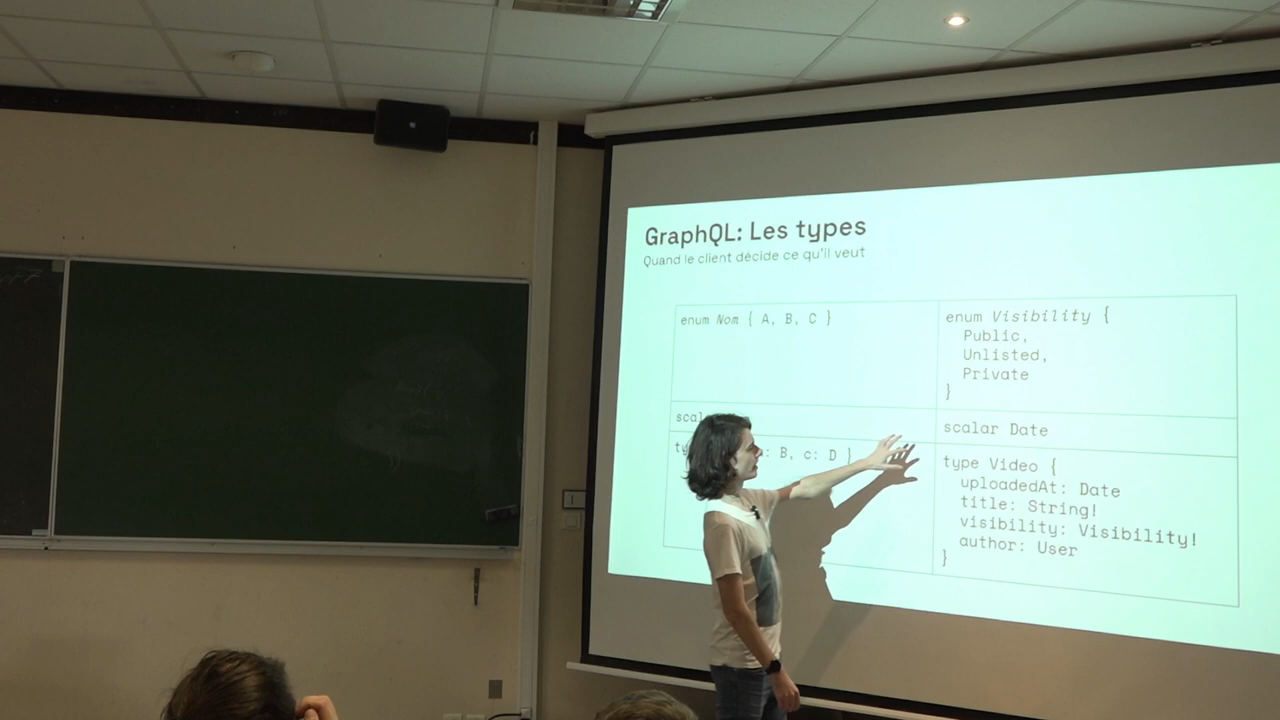 GraphQL: Les types
Quand le client décide ce qu'il veut
enum Nom { A, B, C }
enum Visibility {
Public,
Unlisted,
Private
}
scalar Date
: B, c: D }
type Video {
uploadedAt: Date
title: String!
visibility: Visibility!
author: User
}